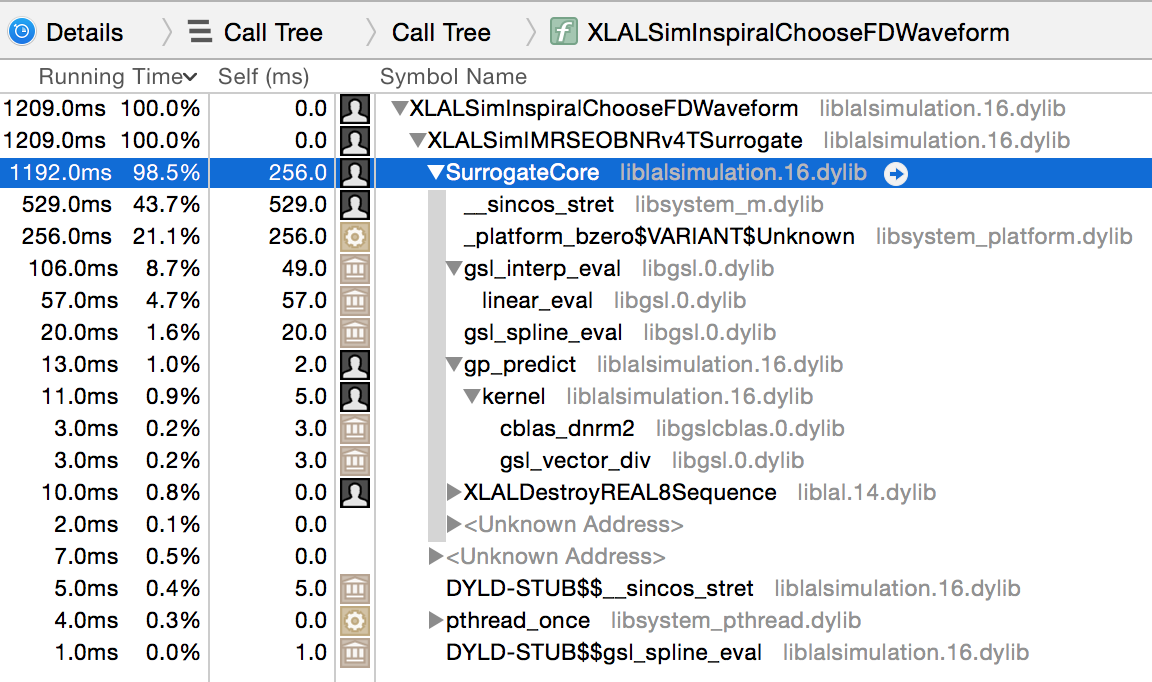 Details Call Tree Call Tree f XLALSimInspiralChooseFDWaveform
Running Time Self (ms) Symbol Name
1209.0ms 100.0% 0.0 XLALSimInspiralChooseFDWaveform liblalsimulation.16.dylib
1209.0ms 100.0% 0.0 XLALSimIMRSEOBNRv4TSurrogate liblalsimulation.16.dylib
1192.0ms 98.5% 256.0 SurrogateCore liblalsimulation.16.dylib
529.0ms 43.7% 529.0 __sincos_stret libsystem_m.dylib
256.0ms 21.1% 256.0 _platform_bzero$VARIANT$Unknown libsystem_platform.dylib
106.0ms 8.7% 49.0 gsl_interp_eval libgsl.0.dylib
57.0ms 4.7% 57.0 linear_eval libgsl.0.dylib
20.0ms 1.6% 20.0 gsl_spline_eval libgsl.0.dylib
13.0ms 1.0% 2.0 gp_predict liblalsimulation.16.dylib
11.0ms 0.9% 5.0 kernel liblalsimulation.16.dylib
3.0ms 0.2% 3.0 cblas_dnrm2 libgslcblas.0.dylib
3.0ms 0.2% 3.0 gsl_vector_div libgsl.0.dylib
10.0ms 0.8% 0.0 XLALDestroyREAL8Sequence liblal.14.dylib
2.0ms 0.1% 0.0 <Unknown Address>
7.0ms 0.5% 0.0 <Unknown Address>
5.0ms 0.4% 5.0 DYLD-STUB$$__sincos_stret liblalsimulation.16.dylib
4.0ms 0.3% 0.0 pthread_once libsystem_pthread.dylib
1.0ms 0.0% 1.0 DYLD-STUB$$gsl_spline_eval liblalsimulation.16.dylib